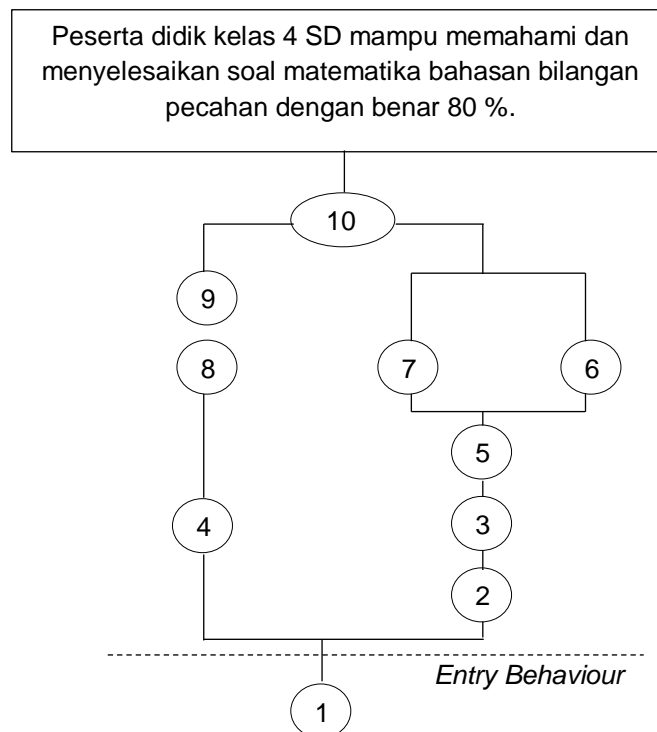 Peserta didik kelas 4 SD mampu memahami dan
menyelesaikan soal matematika bahasan bilangan
pecahan dengan benar 80 %.
10
9
8
7
6
5
4
3
2
Entry Behaviour
1